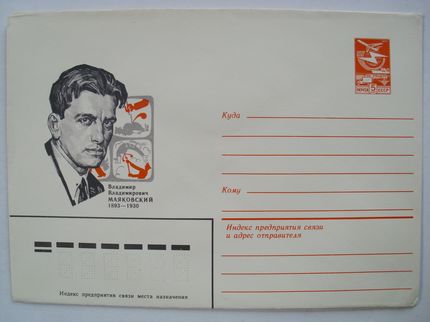 ПОЧТА 5 СССР
Куда
Кому
Владимир
Владимирович
МАЯКОВСКИЙ
1893—1930
Индекс предприятия связи
и адрес отправителя
Индекс предприятия связи места назначения